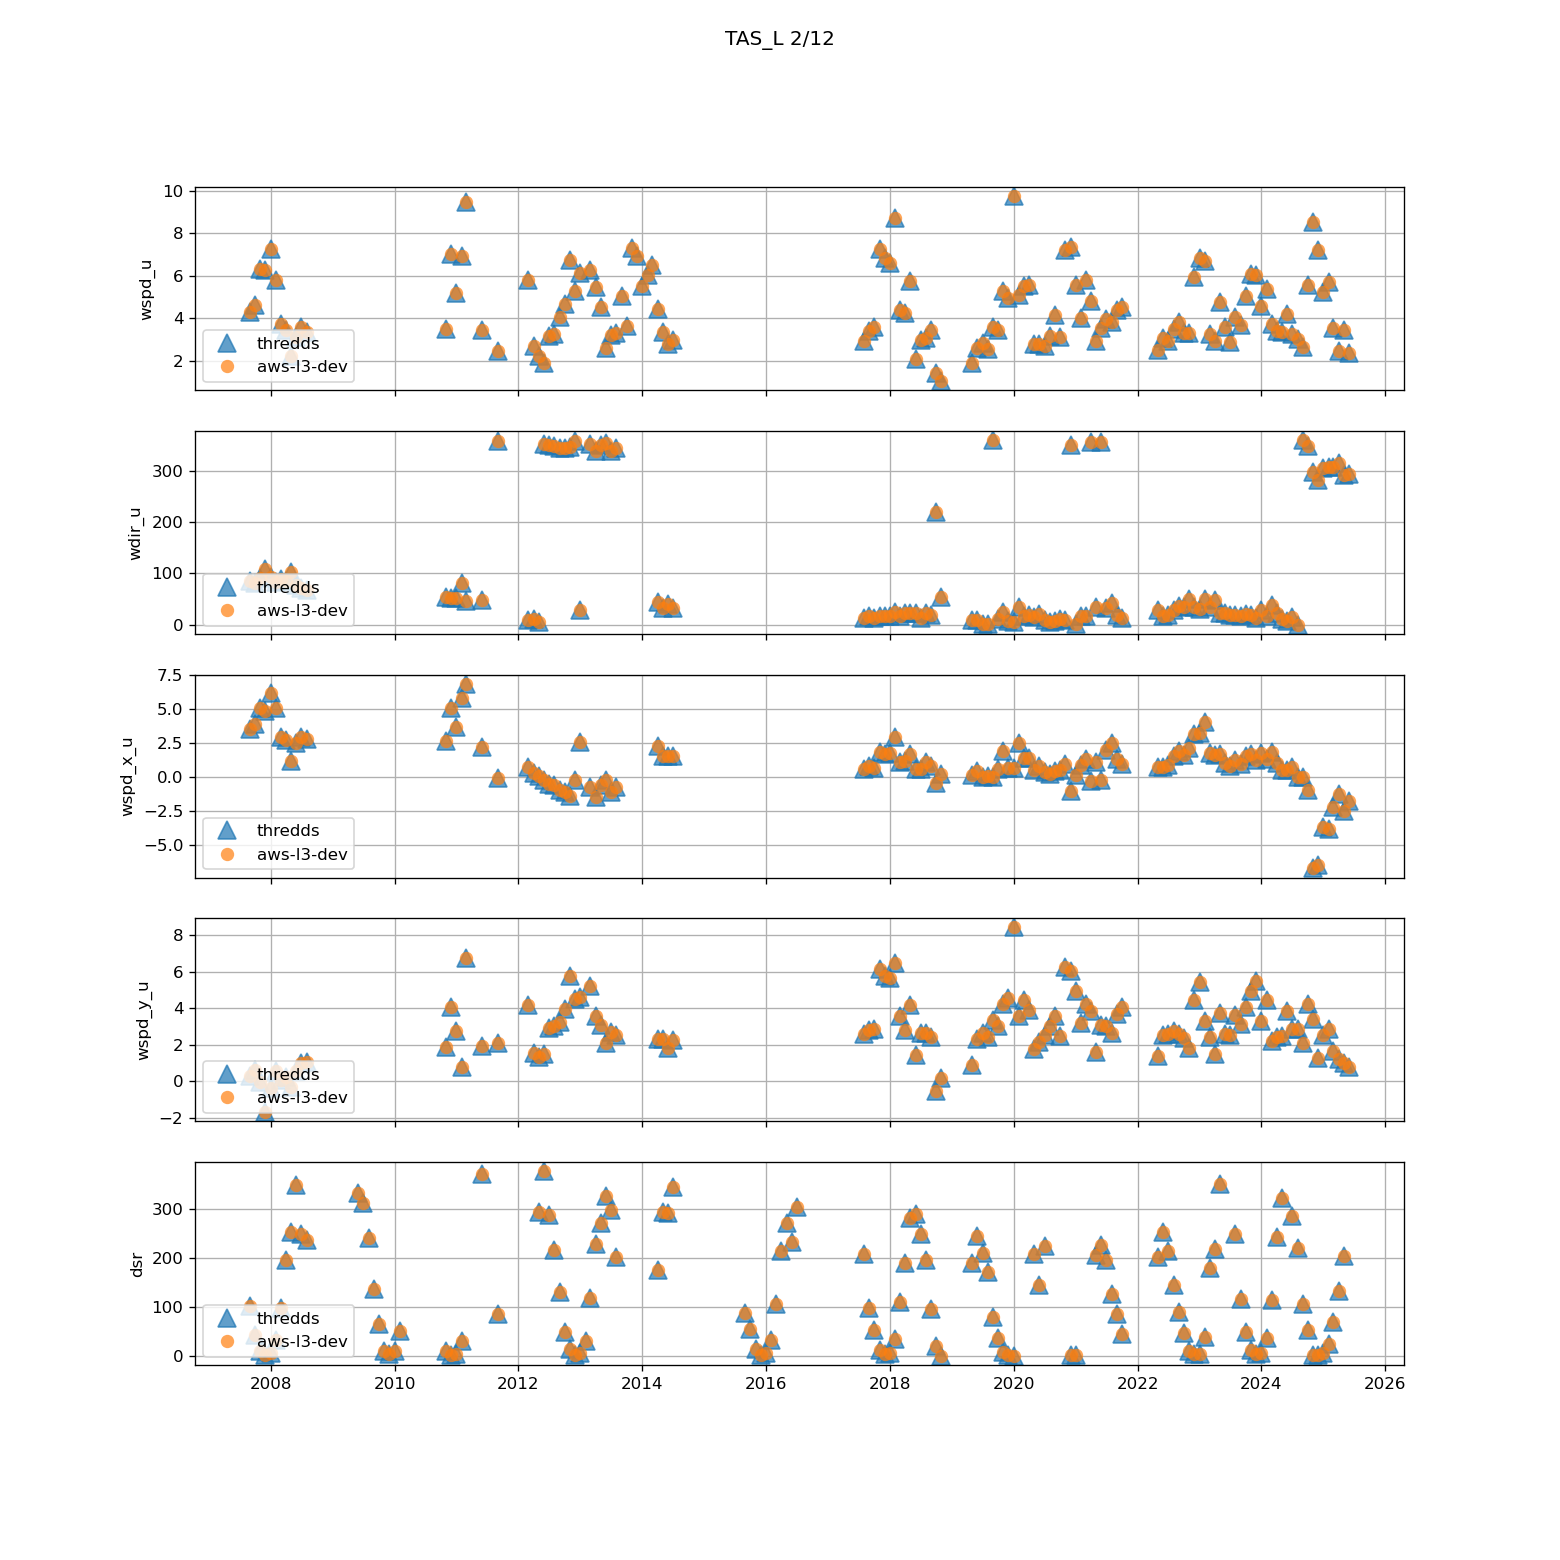 TAS_L 2/12
10
8
6
4
2
wspd_u
thredds
aws-l3-dev
300
200
100
0
wdir_u
thredds
aws-l3-dev
7.5
5.0
2.5
0.0
−2.5
−5.0
wspd_x_u
thredds
aws-l3-dev
8
6
4
2
0
−2
wspd_y_u
thredds
aws-l3-dev
300
200
100
0
dsr
thredds
aws-l3-dev
2008 2010 2012 2014 2016 2018 2020 2022 2024 2026